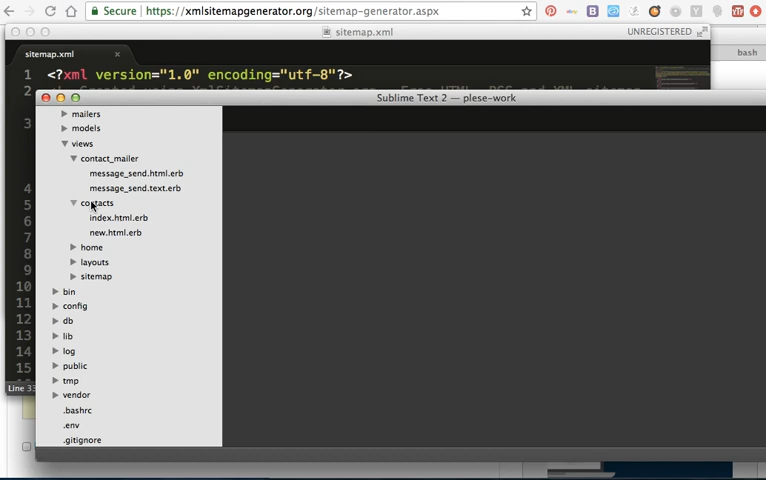 Secure https://xmlsitemapgenerator.org/sitemap-generator.aspx
sitemap.xml
UNREGISTERED
bash
sitemap.xml ×
1 <?xml version="1.0" encoding="utf-8"?>
2
Sublime Text 2 — plese-work
3
4
5
6
7
8
9
10
11
12
13
14
15
Line 33
mailers
models
views
contact_mailer
message_send.html.erb
message_send.text.erb
contacts
index.html.erb
new.html.erb
home
layouts
sitemap
bin
config
db
lib
log
public
tmp
vendor
.bashrc
.env
.gitignore